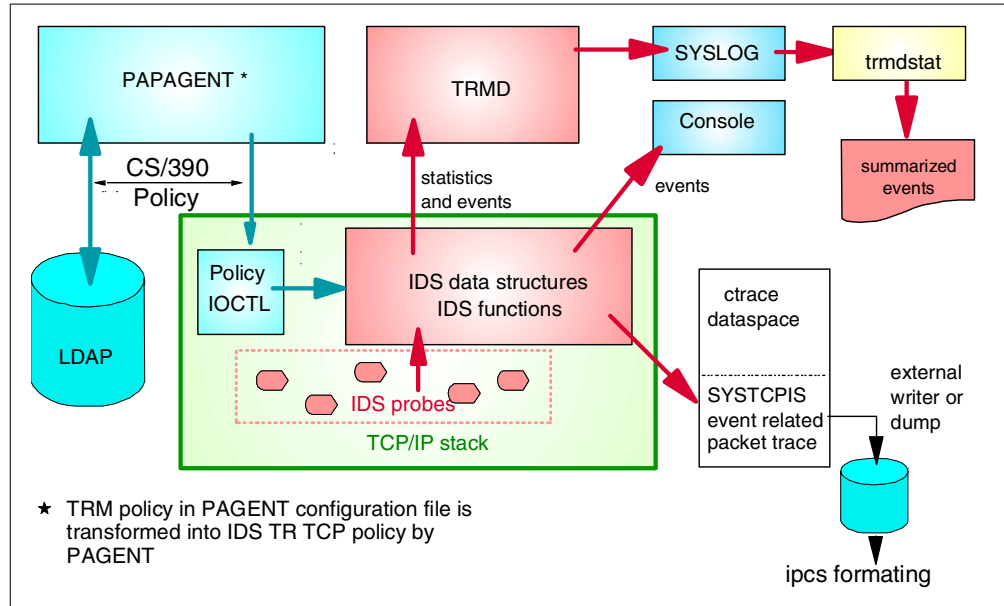 PAPAGENT *
TRMD
SYSLOG
trmdstat
Console
CS/390
Policy
statistics
and events
events
summarized
events
Policy
IOCTL
IDS data structures
IDS functions
LDAP
IDS probes
TCP/IP stack
ctrace
dataspace
SYSTCPIS
event related
packet trace
external
writer or
dump
★ TRM policy in PAGENT configuration file is
transformed into IDS TR TCP policy by
PAGENT
ipcs formating